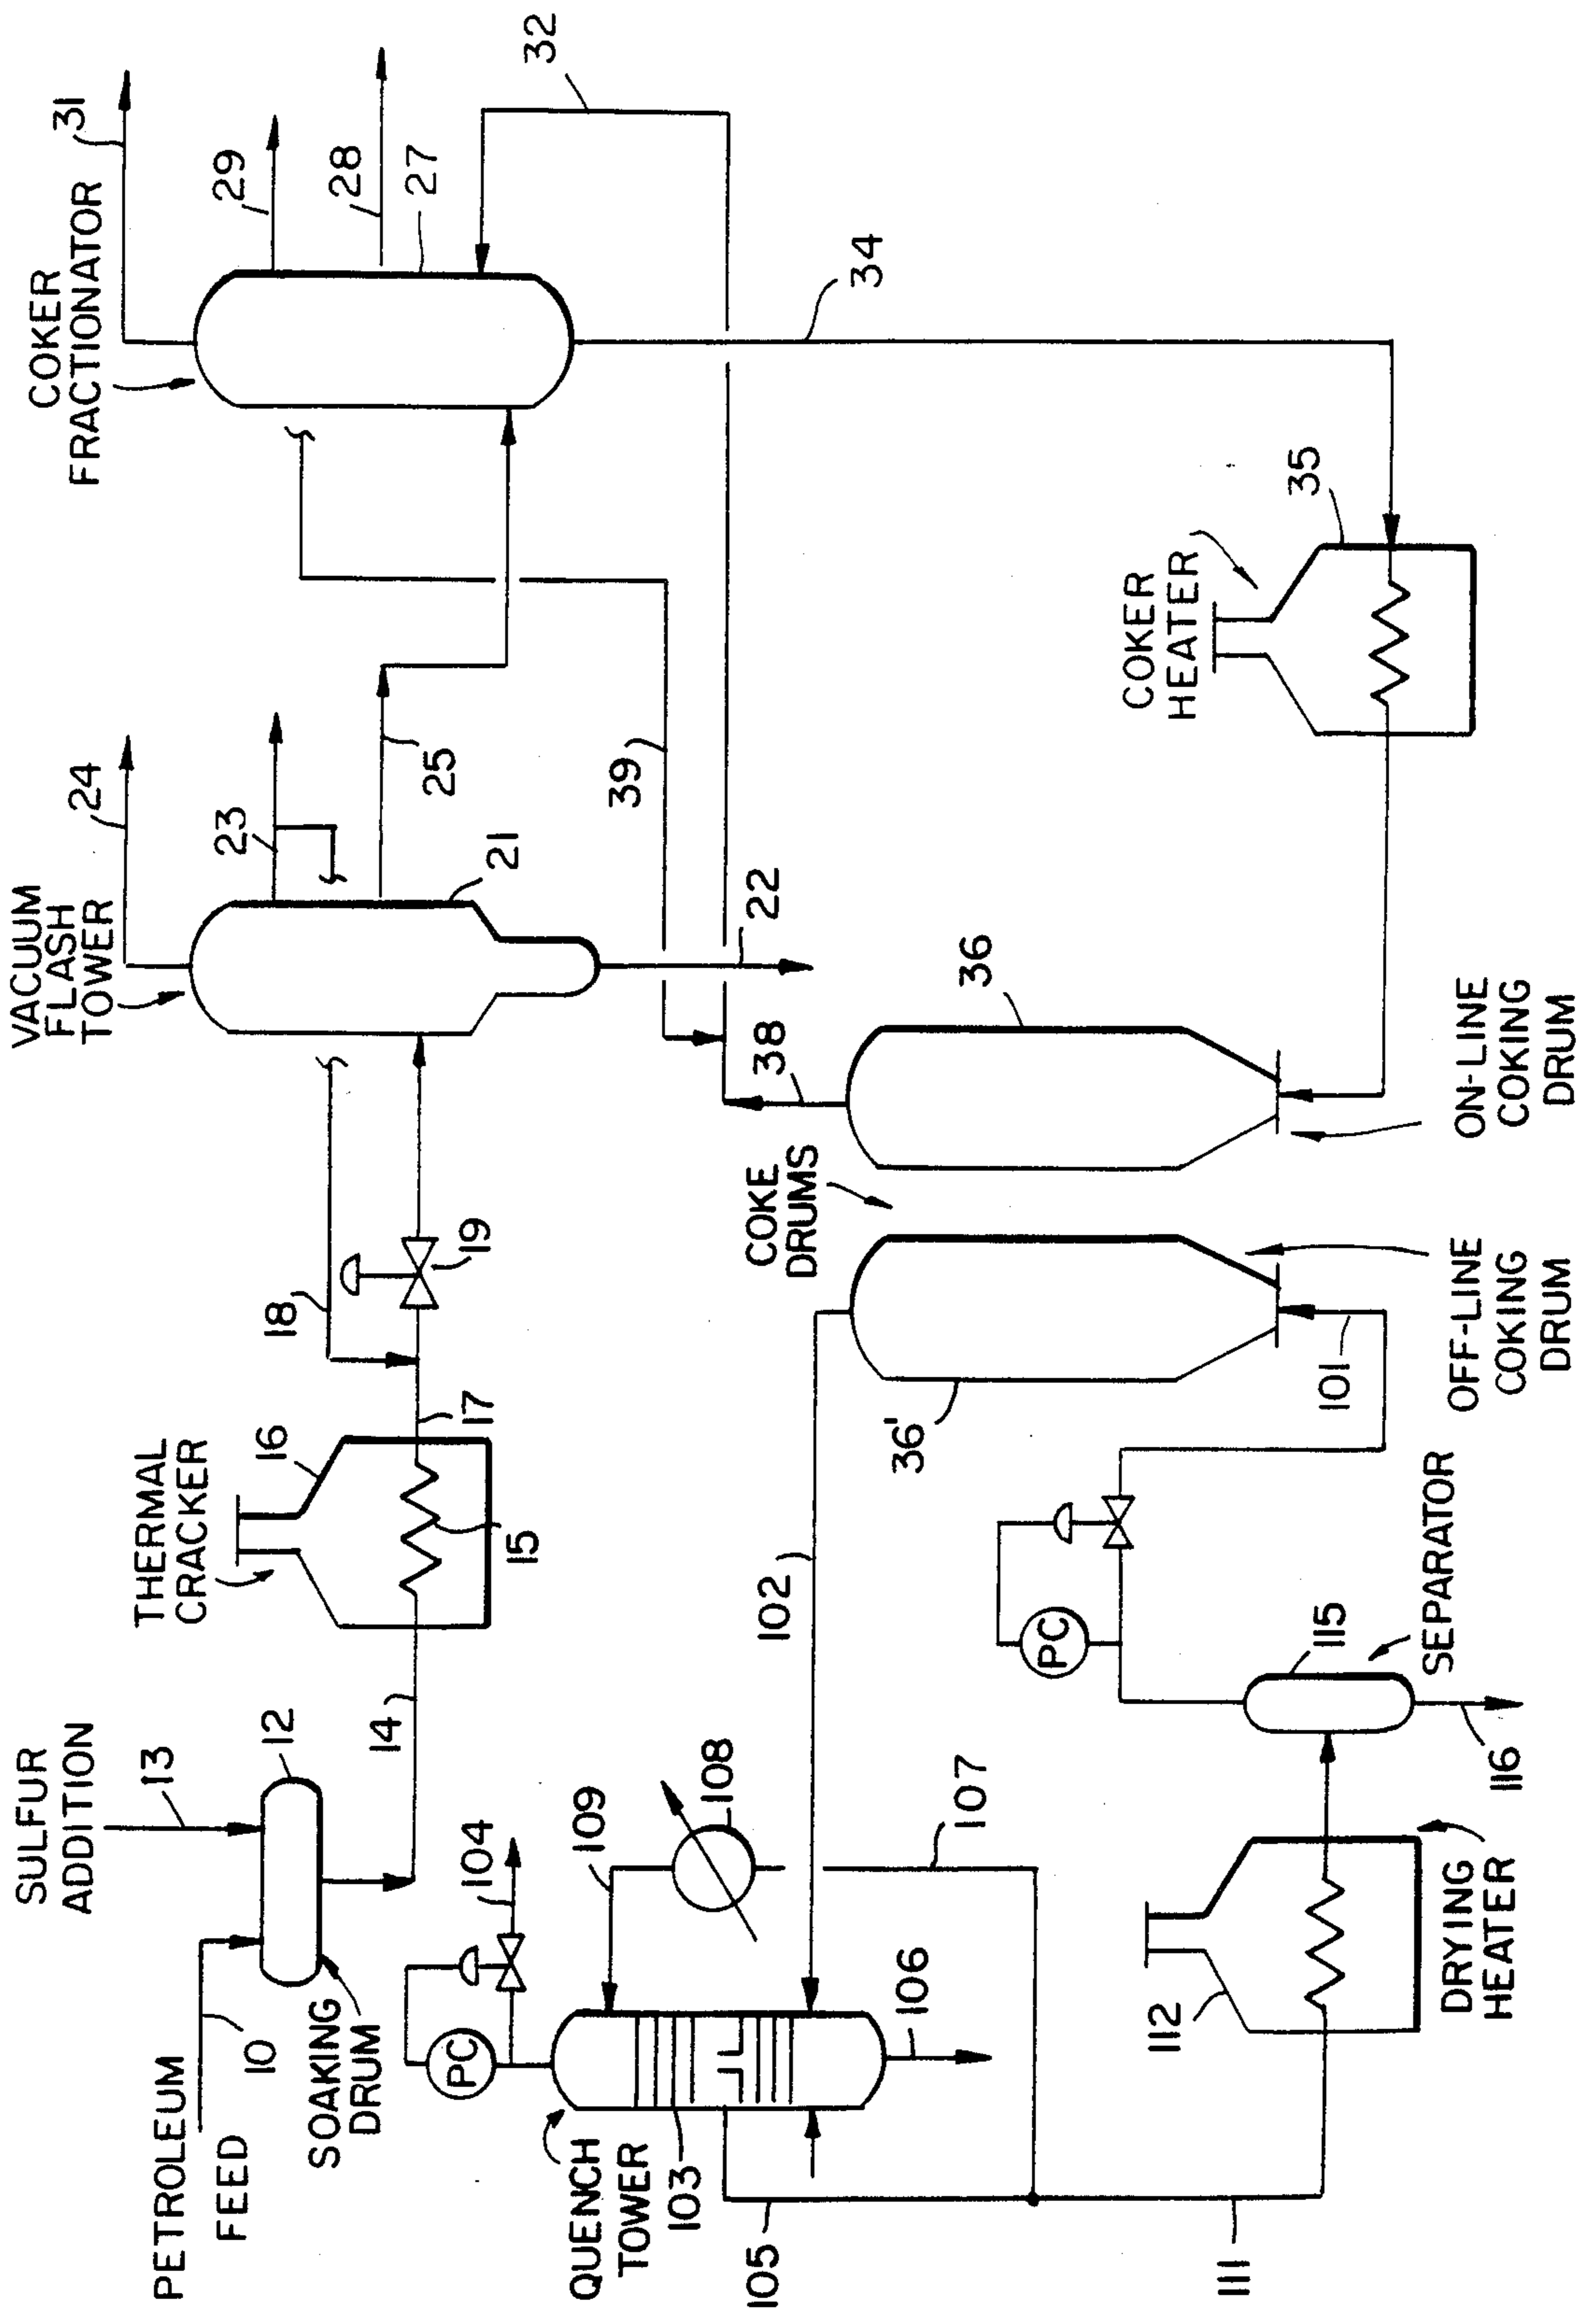 SULFUR
ADDITION
13
PETROLEUM
FEED
10
12
SOAKING
DRUM
14
THERMAL
CRACKER
16
15
17
18
19
VACUUM
FLASH
TOWER
24
23
21
25
22
COKER
FRACTIONATOR
31
29
28
27
32
34
39
38
COKE
DRUMS
36
36'
ON-LINE
COKING
DRUM
OFF-LINE
COKING
DRUM
COKER
HEATER
35
101
102
104
PC
109
108
107
QUENCH
TOWER
103
105
106
111
112
DRYING
HEATER
PC
115
SEPARATOR
116